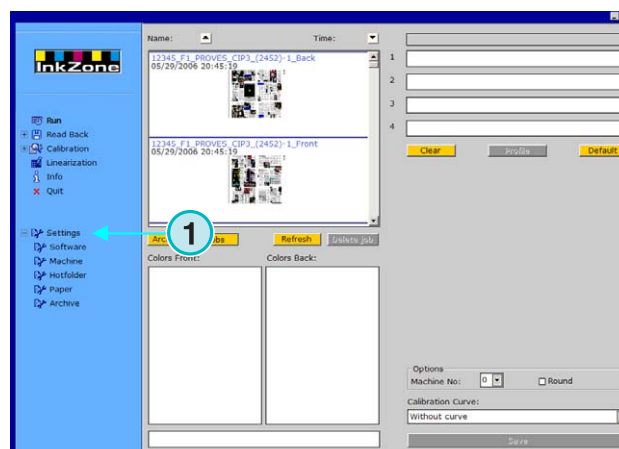 InkZone
Run
Read Back
Calibration
Linearization
Info
Quit
Settings
Software
Machine
Hotfolder
Paper
Archive
Name:
Time:
12345_F1_PROVES_CIP3_(2452)-1_Back
05/29/2006 20:45:19
12345_F1_PROVES_CIP3_(2452)-1_Front
05/29/2006 20:45:19
1
Refresh
Delete job
Colors Front:
Colors Back:
1
2
3
4
Clear
Profile
Default
Options
Machine No:
0
Round
Calibration Curve:
Without curve
Save